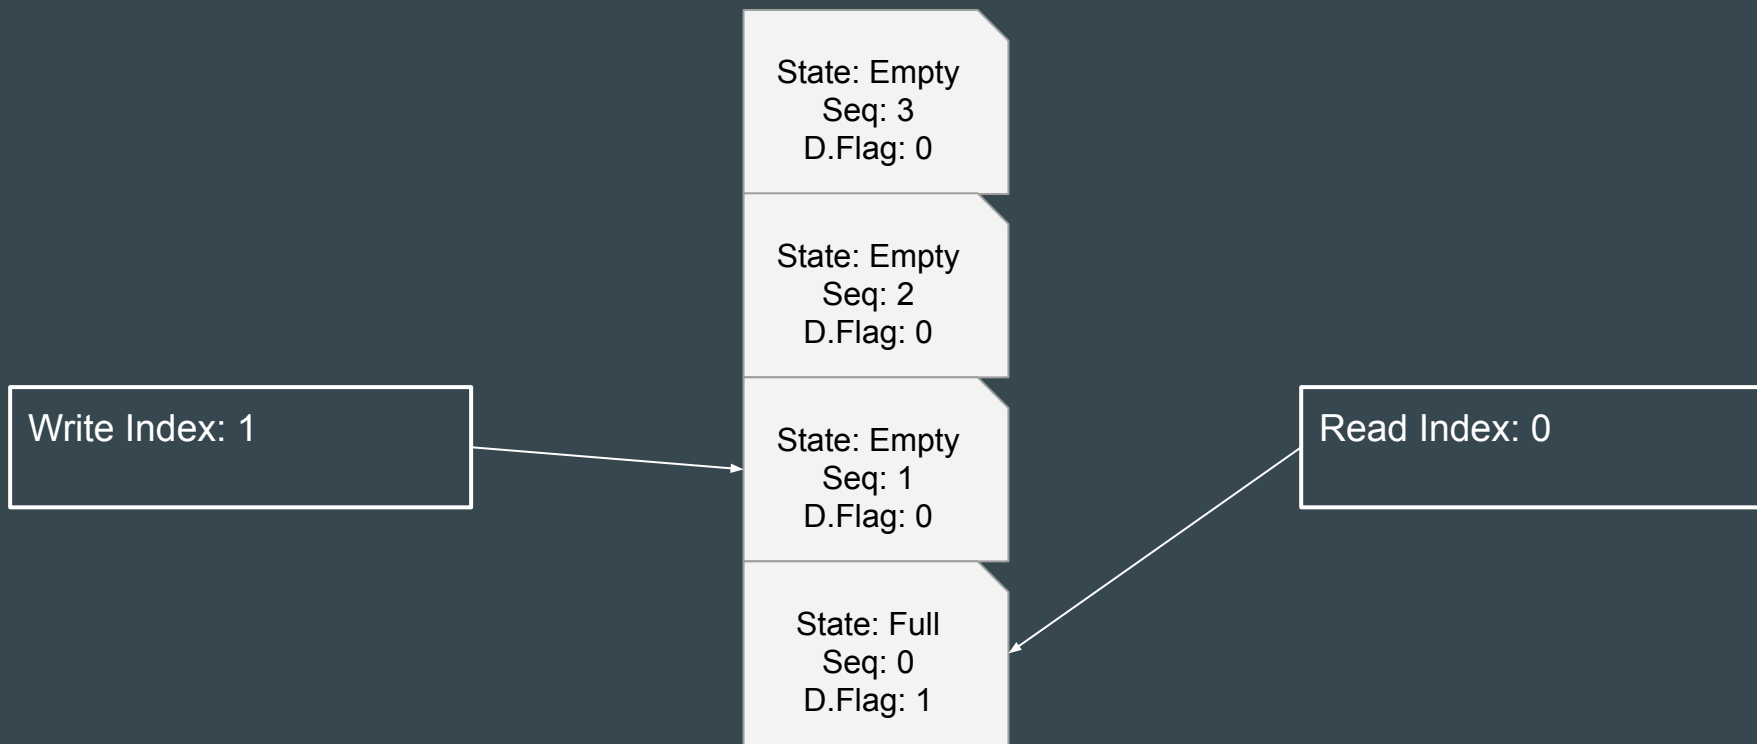 State: Empty
Seq: 3
D.Flag: 0
State: Empty
Seq: 2
D.Flag: 0
Write Index: 1
State: Empty
Seq: 1
D.Flag: 0
Read Index: 0
State: Full
Seq: 0
D.Flag: 1